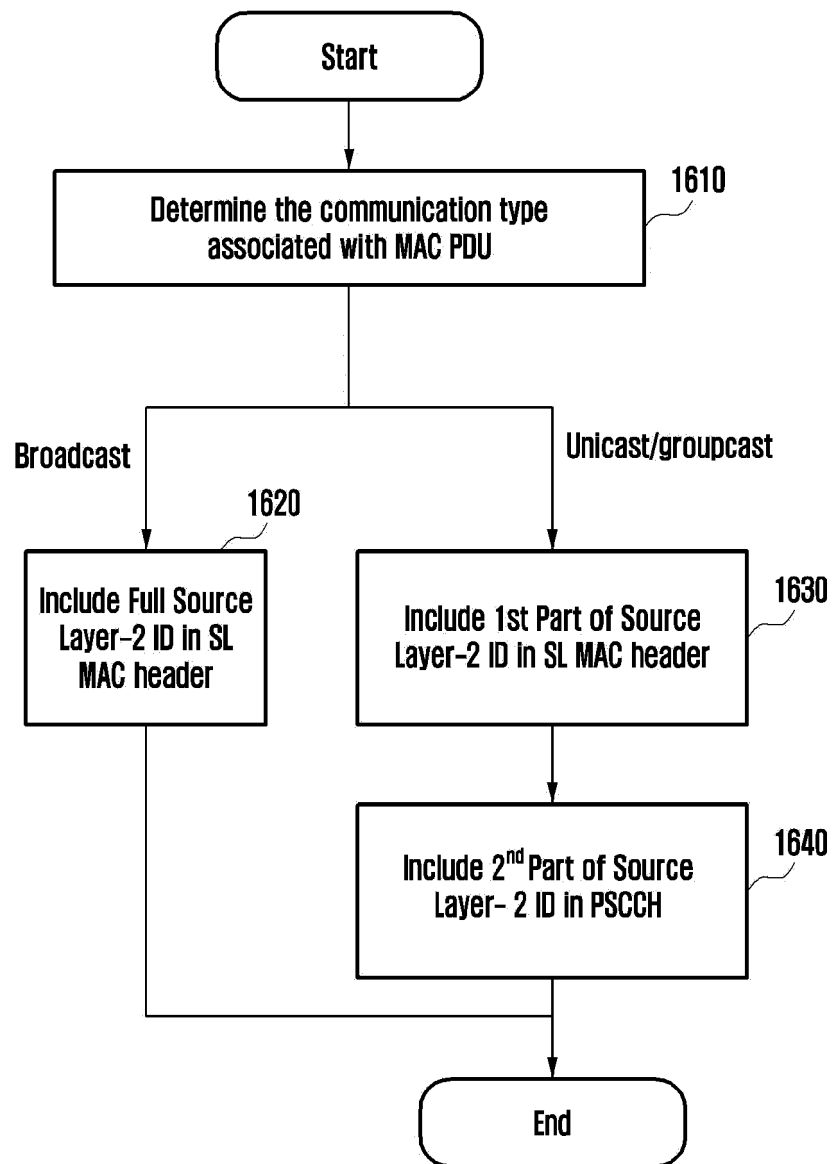 Start
1610
Determine the communication type
associated with MAC PDU
Broadcast
Unicast/groupcast
1620
Include Full Source
Layer-2 ID in SL
MAC header
1630
Include 1st Part of Source
Layer-2 ID in SL MAC header
1640
Include 2nd Part of Source
Layer- 2 ID in PSCCH
End